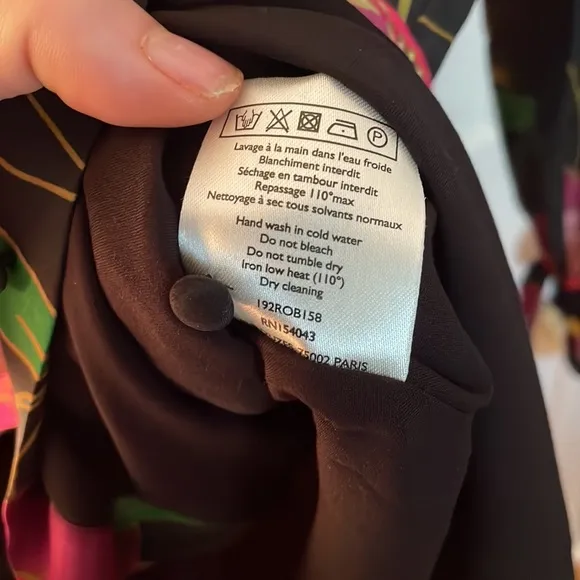 P
Lavage à la main dans l'eau froide
Blanchiment interdit
Séchage en tambour interdit
Repassage 110°max
Nettoyage à sec tous solvants normaux
Hand wash in cold water
Do not bleach
Do not tumble dry
Iron low heat (110°)
Dry cleaning
192ROB158
RN154043
75002 PARIS